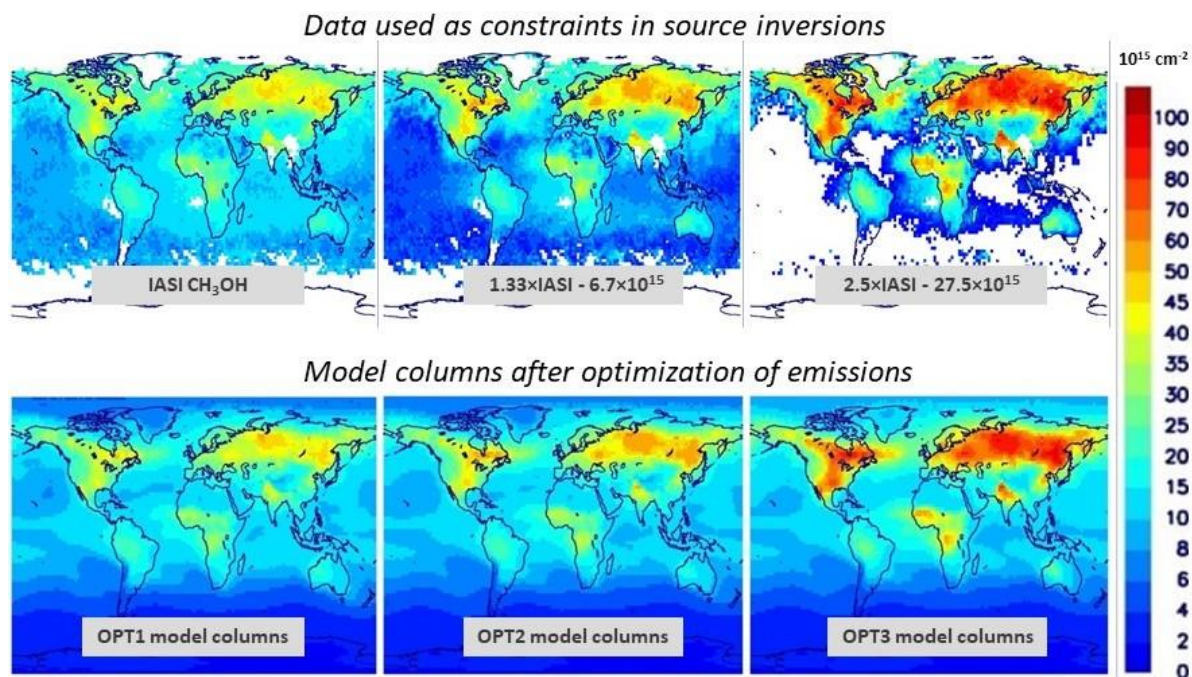 Data used as constraints in source inversions
10¹⁵ cm⁻²
IASI CH₃OH
1.33×IASI - 6.7×10¹⁵
2.5×IASI - 27.5×10¹⁵
Model columns after optimization of emissions
OPT1 model columns
OPT2 model columns
OPT3 model columns
100
90
80
70
60
50
45
40
35
30
25
20
15
10
8
6
4
2
0